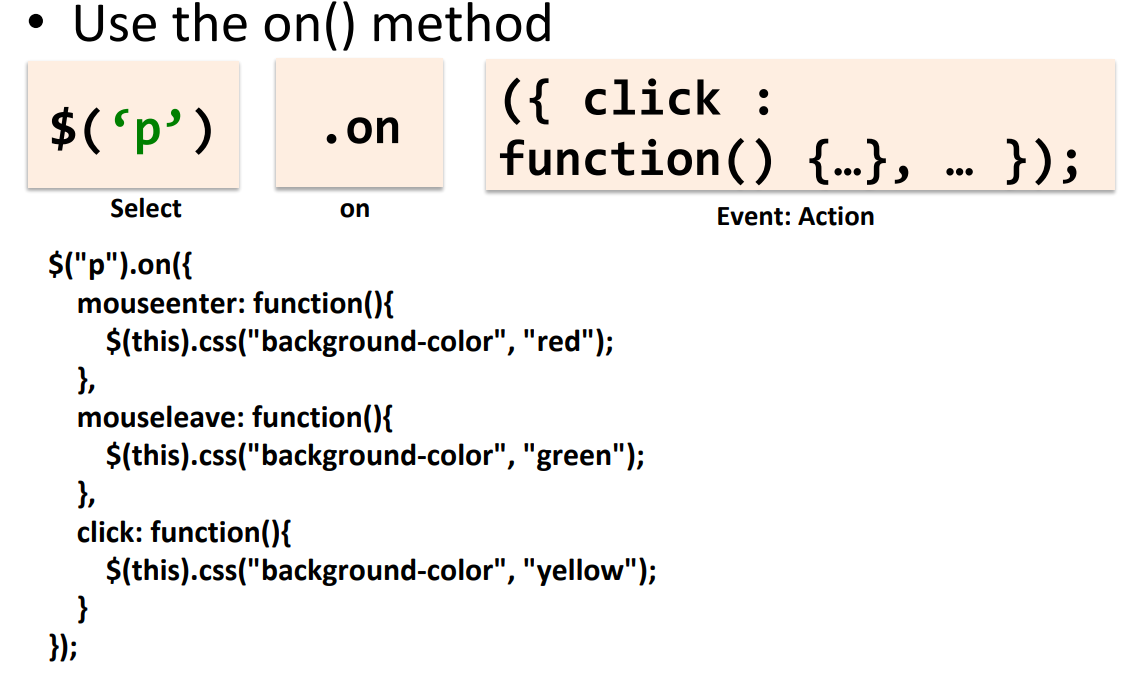 • Use the on() method
$(‘p’)
.on
({ click :
function() {…}, … });
Select
on
Event: Action
$("p").on({
mouseenter: function(){
$(this).css("background-color", "red");
},
mouseleave: function(){
$(this).css("background-color", "green");
},
click: function(){
$(this).css("background-color", "yellow");
}
});